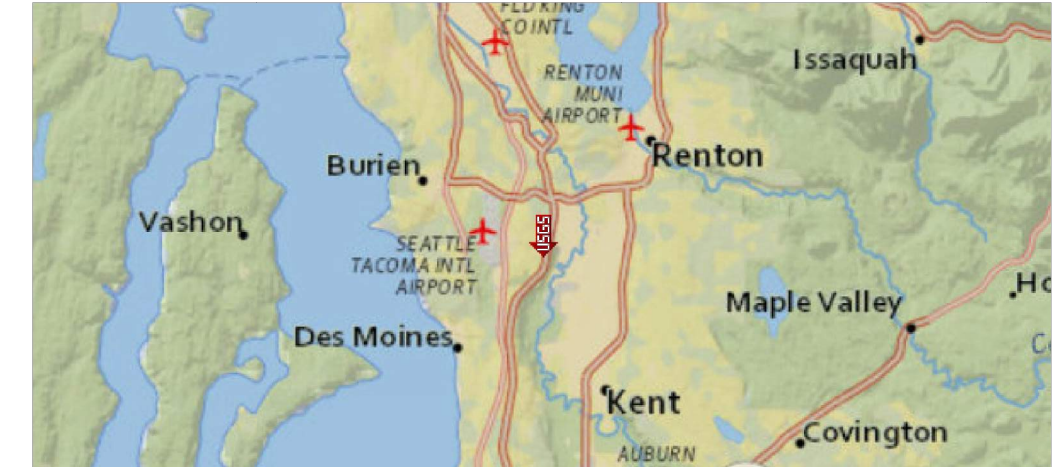 FLD KING
CO INTL
Issaquah
RENTON
MUNI
AIRPORT
Renton
Burien
Vashon
USGS
SEATTLE
TACOMA INTL
AIRPORT
Maple Valley
Des Moines
Kent
Covington
AUBURN